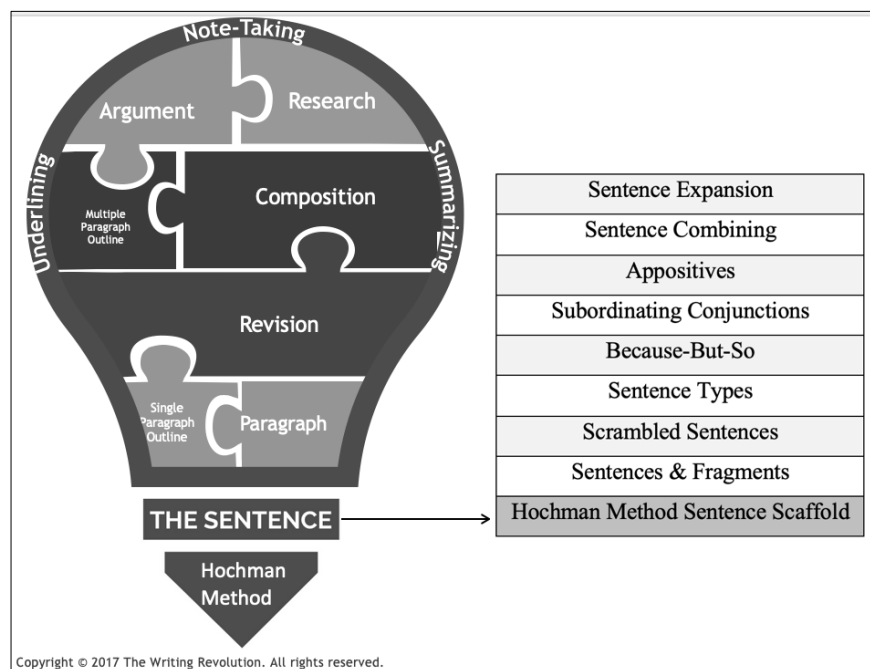 Note-Taking
Underlining
Summarizing
Argument
Research
Multiple
Paragraph
Outline
Composition
Revision
Single
Paragraph
Outline
Paragraph
THE SENTENCE
Hochman
Method
Sentence Expansion
Sentence Combining
Appositives
Subordinating Conjunctions
Because-But-So
Sentence Types
Scrambled Sentences
Sentences & Fragments
Hochman Method Sentence Scaffold
Copyright © 2017 The Writing Revolution. All rights reserved.